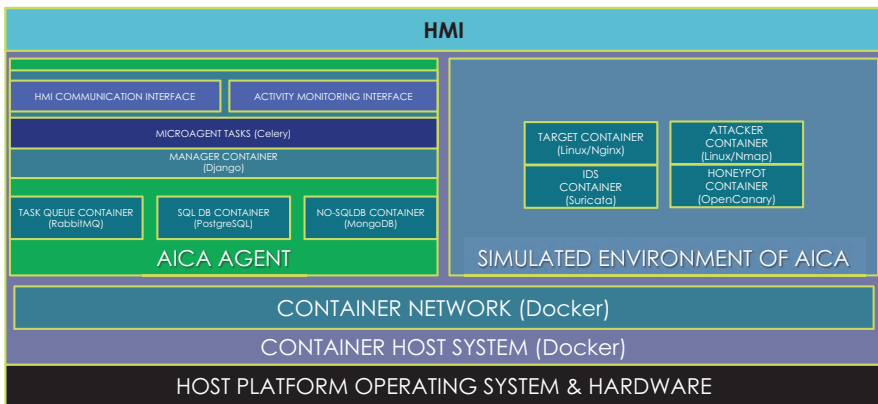 HMI
HMI COMMUNICATION INTERFACE
ACTIVITY MONITORING INTERFACE
MICROAGENT TASKS (Celery)
MANAGER CONTAINER
(Django)
TASK QUEUE CONTAINER
(RabbitMQ)
SQL DB CONTAINER
(PostgreSQL)
NO-SQLDB CONTAINER
(MongoDB)
AICA AGENT
TARGET CONTAINER
(Linux/Nginx)
ATTACKER
CONTAINER
(Linux/Nmap)
IDS
CONTAINER
(Suricata)
HONEYPOT
CONTAINER
(OpenCanary)
SIMULATED ENVIRONMENT OF AICA
CONTAINER NETWORK (Docker)
CONTAINER HOST SYSTEM (Docker)
HOST PLATFORM OPERATING SYSTEM & HARDWARE